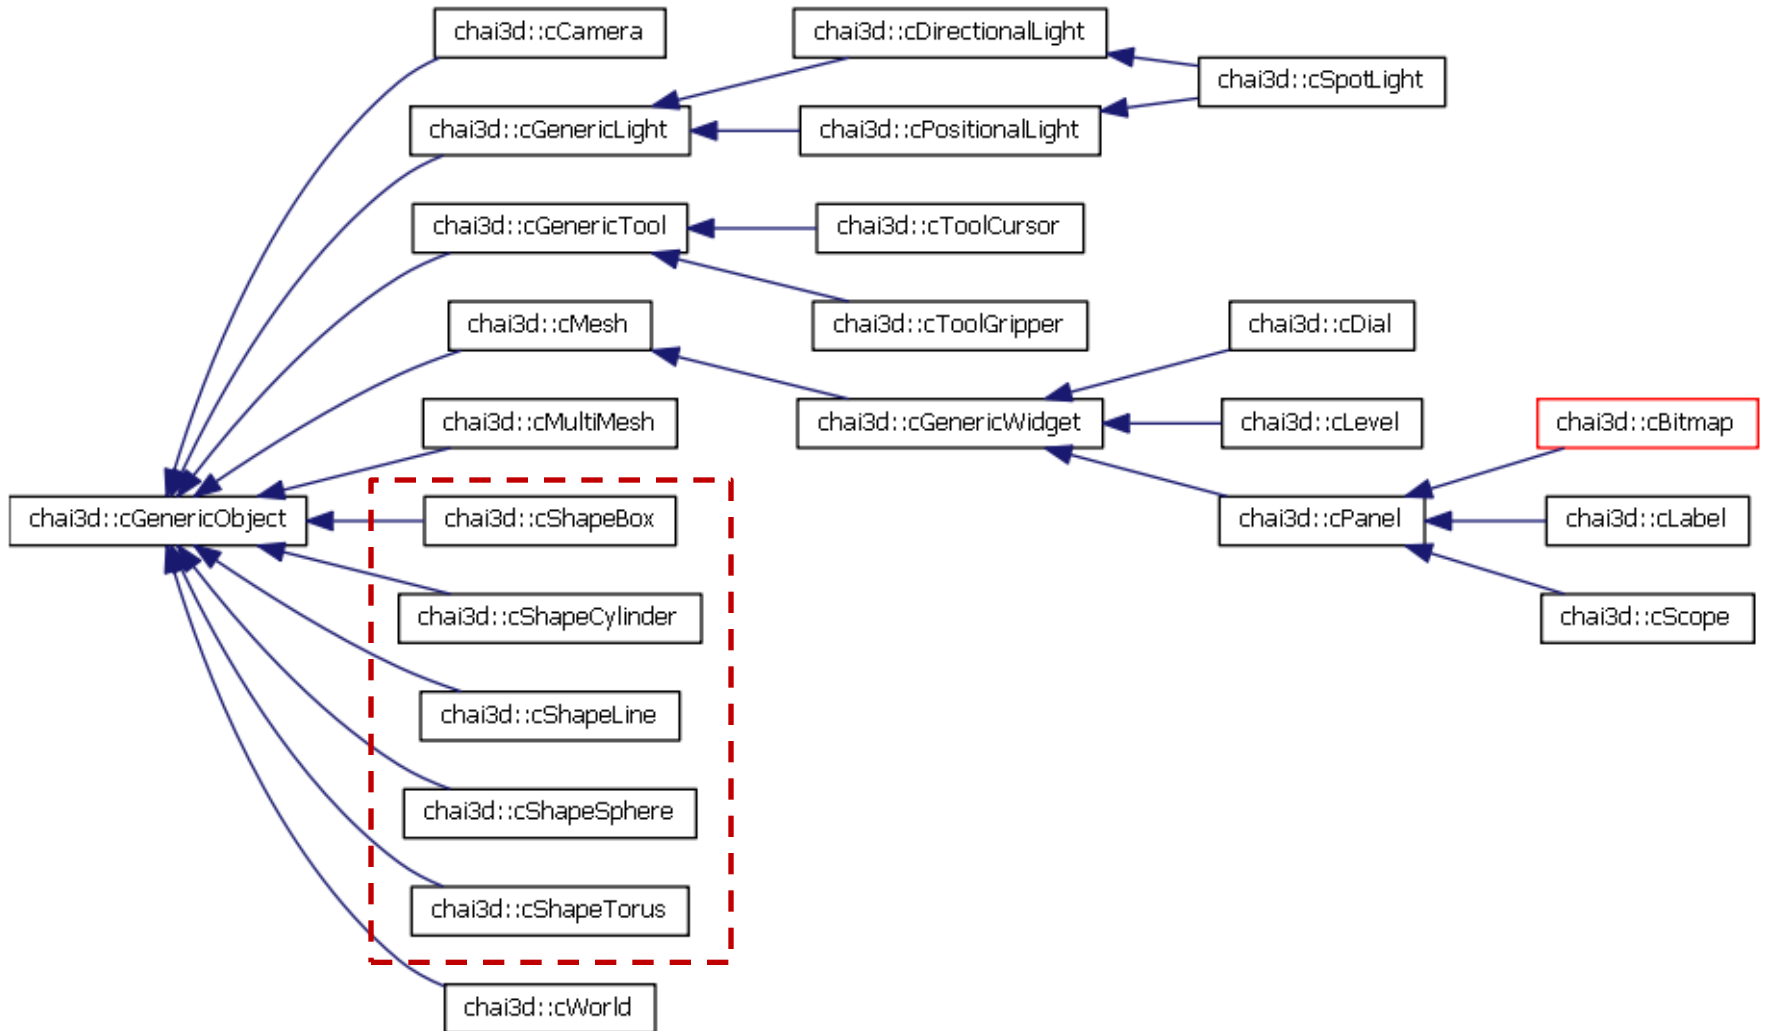 chai3d::cCamera
chai3d::cDirectionalLight
chai3d::cSpotLight
chai3d::cGenericLight
chai3d::cPositionalLight
chai3d::cGenericTool
chai3d::cToolCursor
chai3d::cMesh
chai3d::cToolGripper
chai3d::cDial
chai3d::cMultiMesh
chai3d::cGenericWidget
chai3d::cLevel
chai3d::cBitmap
chai3d::cGenericObject
chai3d::cShapeBox
chai3d::cPanel
chai3d::cLabel
chai3d::cShapeCylinder
chai3d::cScope
chai3d::cShapeLine
chai3d::cShapeSphere
chai3d::cShapeTorus
chai3d::cWorld